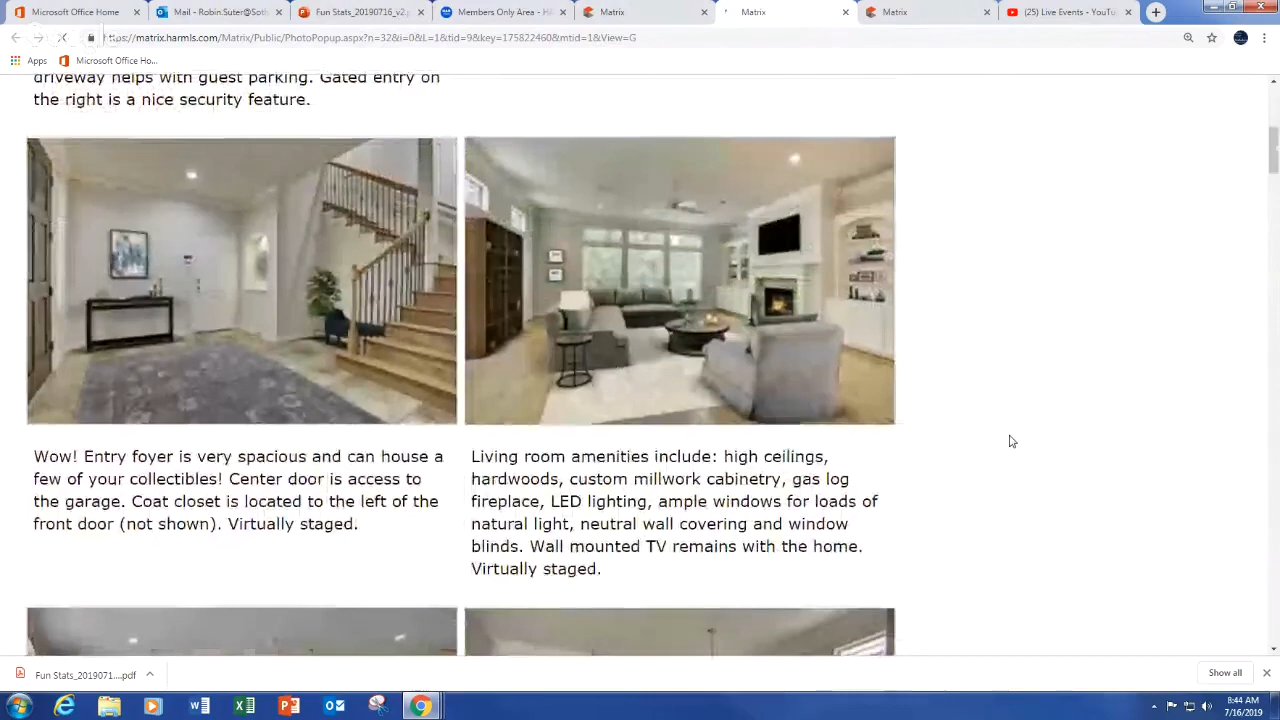 Microsoft Office Home
Mail - Robin.Suter@Soth
Fun Stats_20190716_v2.p
Members Only Area - HA
Matrix
Matrix
Matrix
(25) Live Events - YouTu
ttps://matrix.harmls.com/Matrix/Public/PhotoPopup.aspx?n=32&i=0&L=1&tid=9&key=175822460&mtid=1&View=G
Apps
Microsoft Office Ho...
driveway helps with guest parking. Gated entry on
the right is a nice security feature.
Wow! Entry foyer is very spacious and can house a
few of your collectibles! Center door is access to
the garage. Coat closet is located to the left of the
front door (not shown). Virtually staged.
Living room amenities include: high ceilings,
hardwoods, custom millwork cabinetry, gas log
fireplace, LED lighting, ample windows for loads of
natural light, neutral wall covering and window
blinds. Wall mounted TV remains with the home.
Virtually staged.
Fun Stats_2019071....pdf
Show all
8:44 AM
7/16/2019